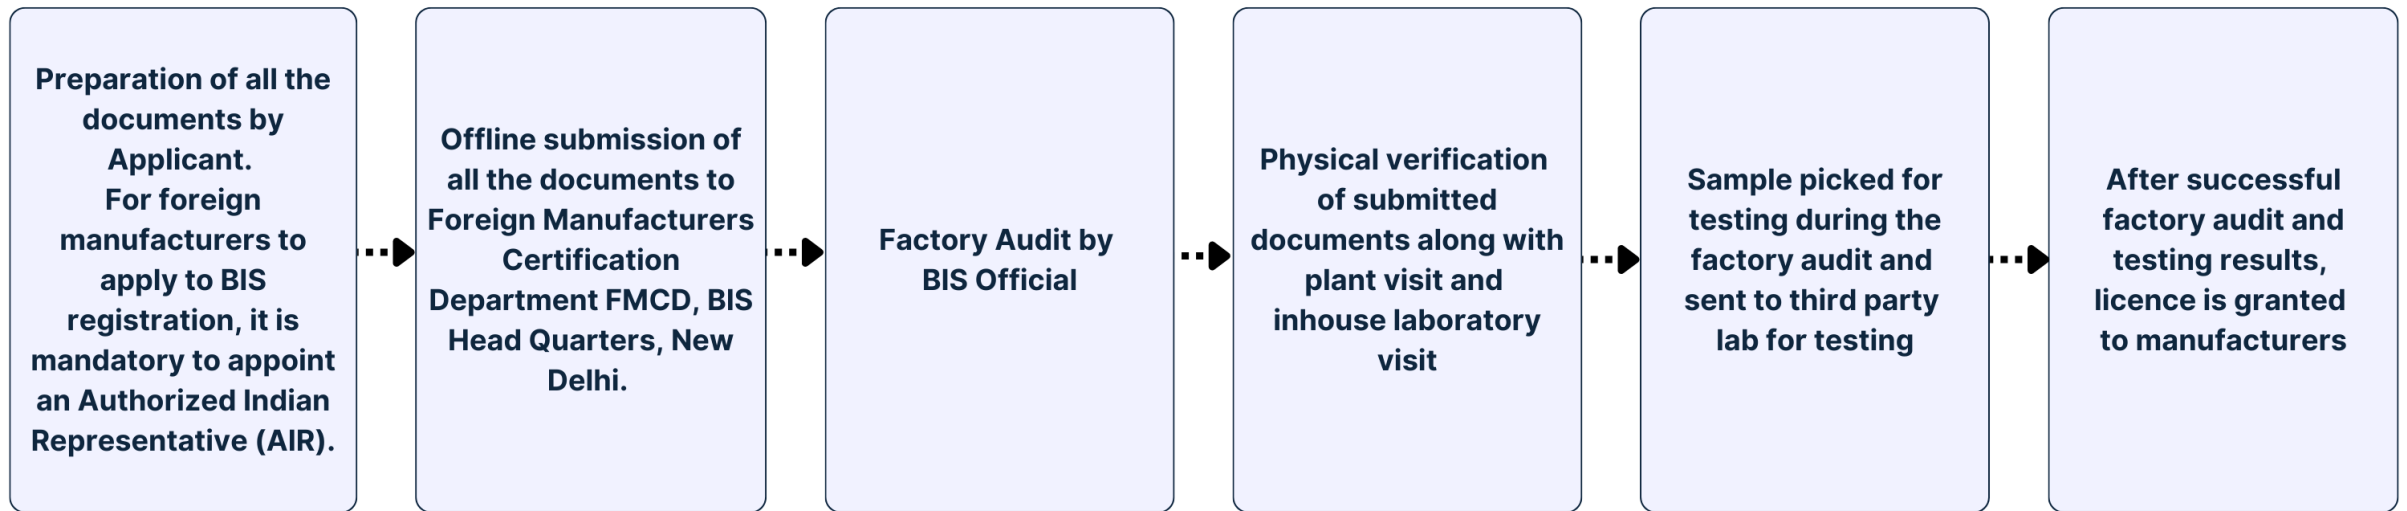 Preparation of all the
documents by
Applicant.
For foreign
manufacturers to
apply to BIS
registration, it is
mandatory to appoint
an Authorized Indian
Representative (AIR).
Offline submission of
all the documents to
Foreign Manufacturers
Certification
Department FMCD, BIS
Head Quarters, New
Delhi.
Factory Audit by
BIS Official
Physical verification
of submitted
documents along with
plant visit and
inhouse laboratory
visit
Sample picked for
testing during the
factory audit and
sent to third party
lab for testing
After successful
factory audit and
testing results,
licence is granted
to manufacturers